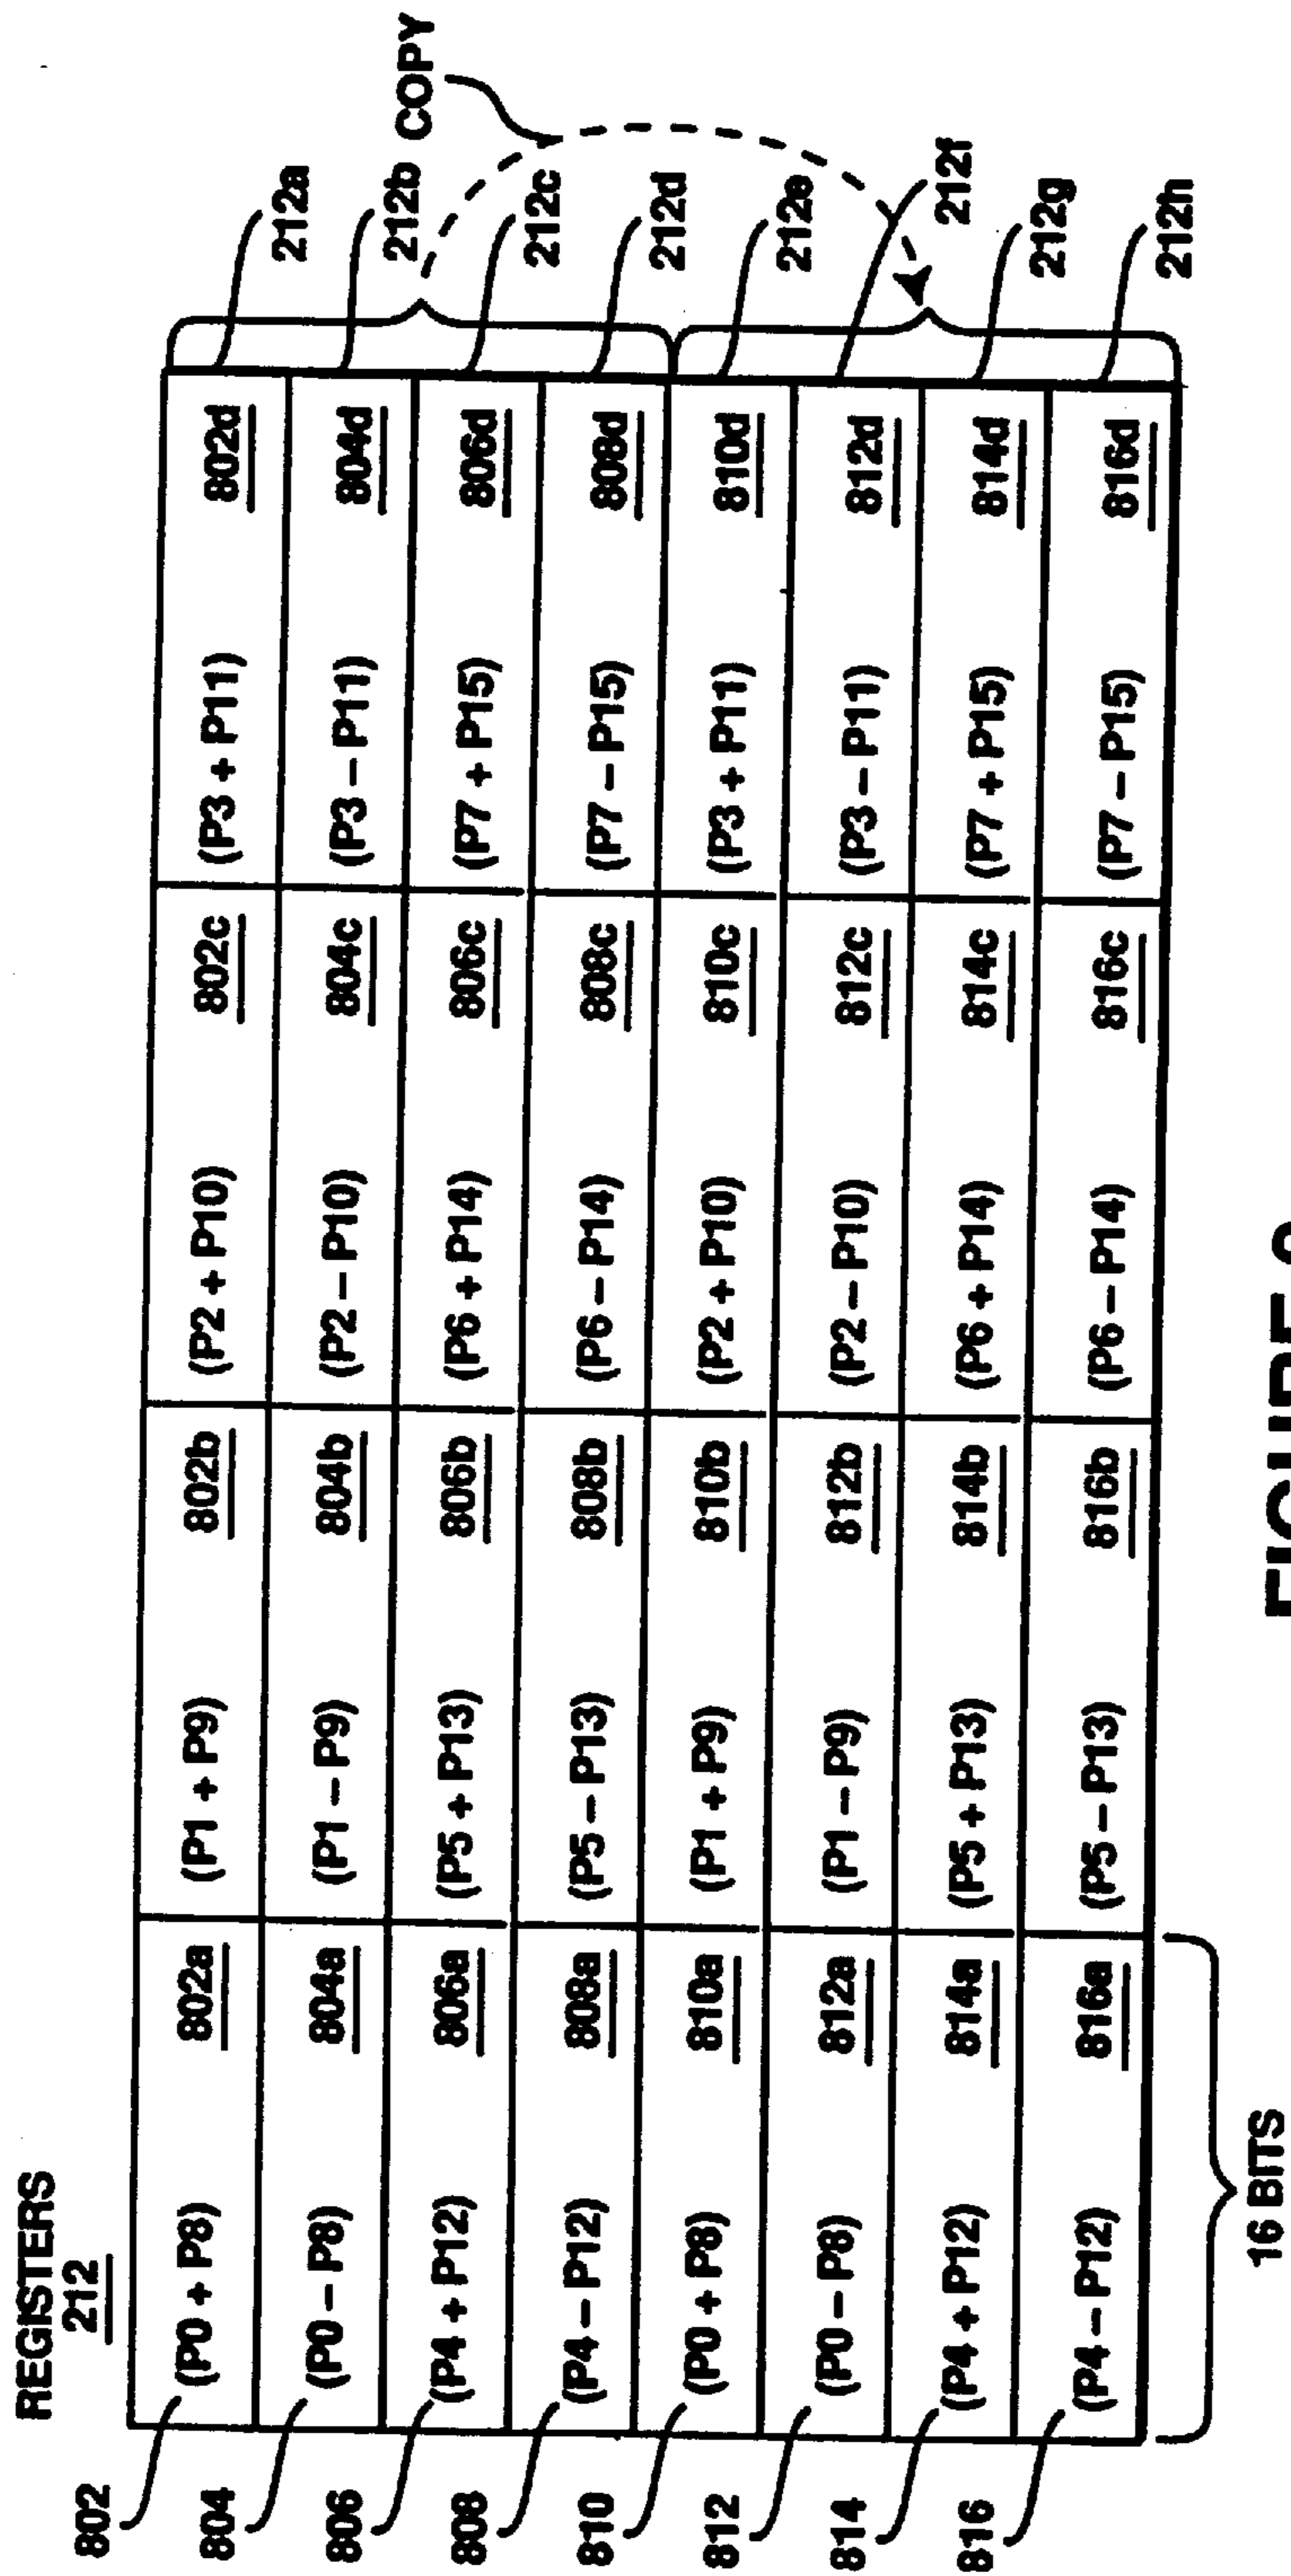 REGISTERS
212
802 (P0 + P8) 802a (P1 + P9) 802b (P2 + P10) 802c (P3 + P11) 802d 212a
804 (P0 – P8) 804a (P1 – P9) 804b (P2 – P10) 804c (P3 – P11) 804d 212b
COPY
806 (P4 + P12) 806a (P5 + P13) 806b (P6 + P14) 806c (P7 + P15) 806d 212c
808 (P4 – P12) 808a (P5 – P13) 808b (P6 – P14) 808c (P7 – P15) 808d 212d
810 (P0 + P8) 810a (P1 + P9) 810b (P2 + P10) 810c (P3 + P11) 810d 212e
812 (P0 – P8) 812a (P1 – P9) 812b (P2 – P10) 812c (P3 – P11) 812d 212f
814 (P4 + P12) 814a (P5 + P13) 814b (P6 + P14) 814c (P7 + P15) 814d 212g
816 (P4 – P12) 816a (P5 – P13) 816b (P6 – P14) 816c (P7 – P15) 816d 212h
16 BITS
FIGURE